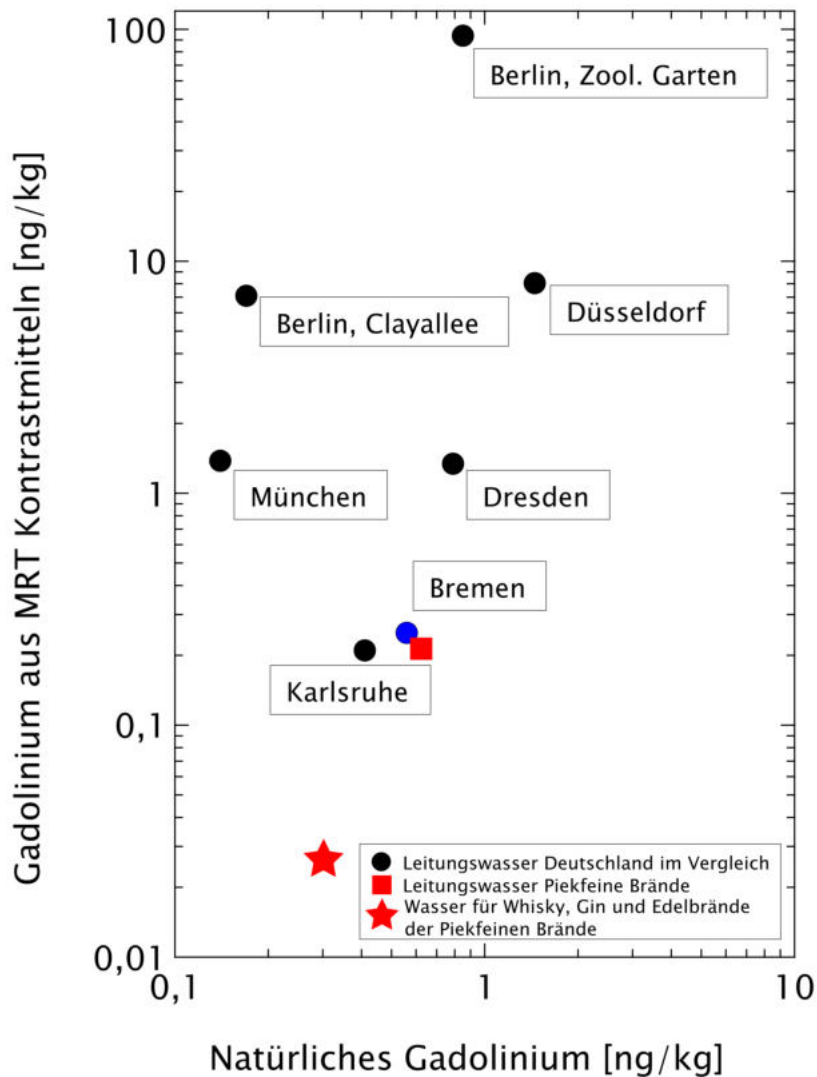 100
Berlin, Zool. Garten
10
Berlin, Clayallee
Düsseldorf
München
Dresden
1
Bremen
Karlsruhe
0,1
Leitungswasser Deutschland im Vergleich
Leitungswasser Piekfeine Brände
Wasser für Whisky, Gin und Edelbrände
der Piekfeinen Brände
0,01
0,1
1
10
Gadolinium aus MRT Kontrastmitteln [ng/kg]
Natürliches Gadolinium [ng/kg]